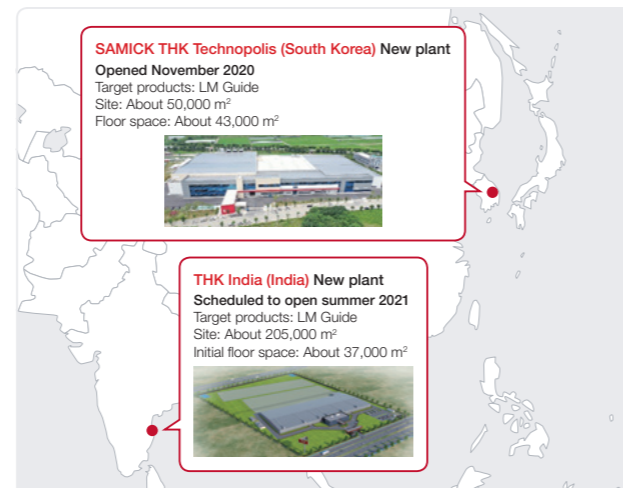 SAMICK THK Technopolis (South Korea) New plant
Opened November 2020
Target products: LM Guide
Site: About 50,000 m²
Floor space: About 43,000 m²
THK India (India) New plant
Scheduled to open summer 2021
Target products: LM Guide
Site: About 205,000 m²
Initial floor space: About 37,000 m²